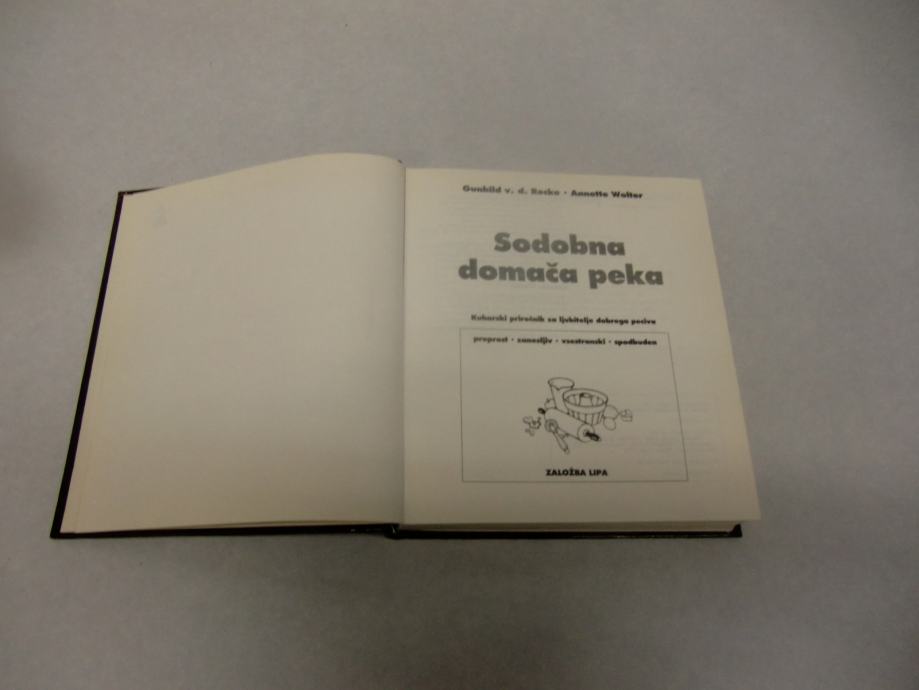 Gunhild v. d. Recke • Annette Wolter
Sodobna
domača peka
Kuharski priročnik za ljubitelje dobrega peciva
preprost • zanesljiv • vsestranski • spodbuden
ZALOŽBA LIPA